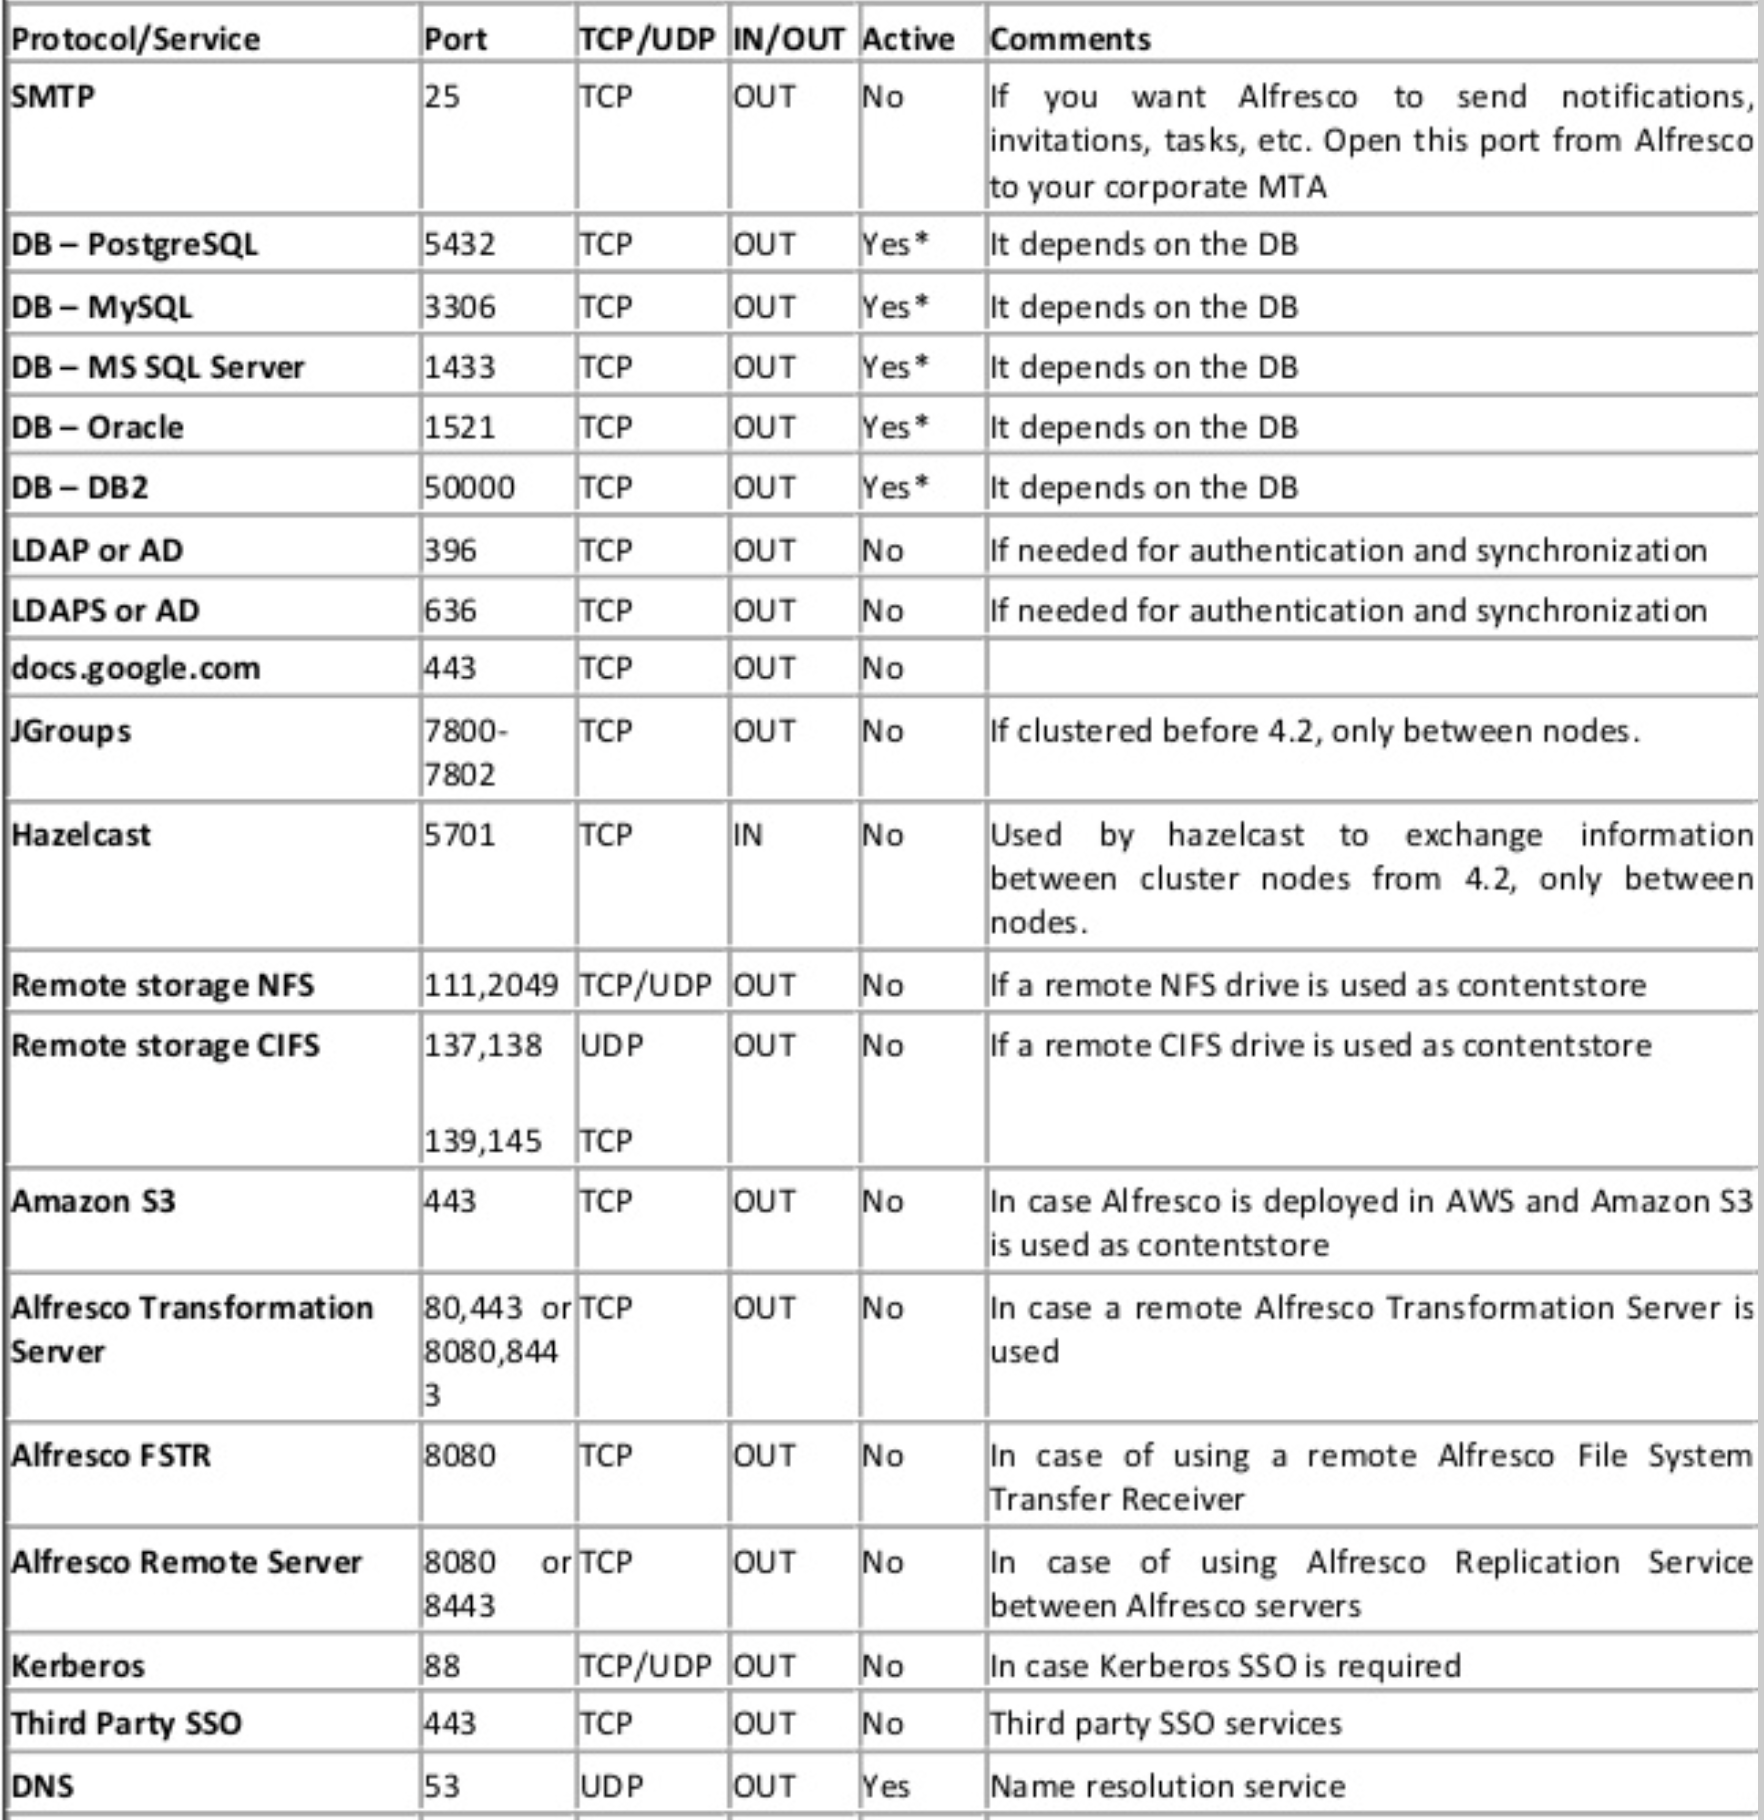 Protocol/Service Port TCP/UDP IN/OUT Active Comments
SMTP 25 TCP OUT No If you want Alfresco to send notifications,
invitations, tasks, etc. Open this port from Alfresco
to your corporate MTA
DB – PostgreSQL 5432 TCP OUT Yes* It depends on the DB
DB – MySQL 3306 TCP OUT Yes* It depends on the DB
DB – MS SQL Server 1433 TCP OUT Yes* It depends on the DB
DB – Oracle 1521 TCP OUT Yes* It depends on the DB
DB – DB2 50000 TCP OUT Yes* It depends on the DB
LDAP or AD 396 TCP OUT No If needed for authentication and synchronization
LDAPS or AD 636 TCP OUT No If needed for authentication and synchronization
docs.google.com 443 TCP OUT No
JGroups 7800- TCP OUT No If clustered before 4.2, only between nodes.
7802
Hazelcast 5701 TCP IN No Used by hazelcast to exchange information
between cluster nodes from 4.2, only between
nodes.
Remote storage NFS 111,2049 TCP/UDP OUT No If a remote NFS drive is used as contentstore
Remote storage CIFS 137,138 UDP OUT No If a remote CIFS drive is used as contentstore
139,145 TCP
Amazon S3 443 TCP OUT No In case Alfresco is deployed in AWS and Amazon S3
is used as contentstore
Alfresco Transformation 80,443 or TCP OUT No In case a remote Alfresco Transformation Server is
Server 8080,844 used
3
Alfresco FSTR 8080 TCP OUT No In case of using a remote Alfresco File System
Transfer Receiver
Alfresco Remote Server 8080 or TCP OUT No In case of using Alfresco Replication Service
8443 between Alfresco servers
Kerberos 88 TCP/UDP OUT No In case Kerberos SSO is required
Third Party SSO 443 TCP OUT No Third party SSO services
DNS 53 UDP OUT Yes Name resolution service